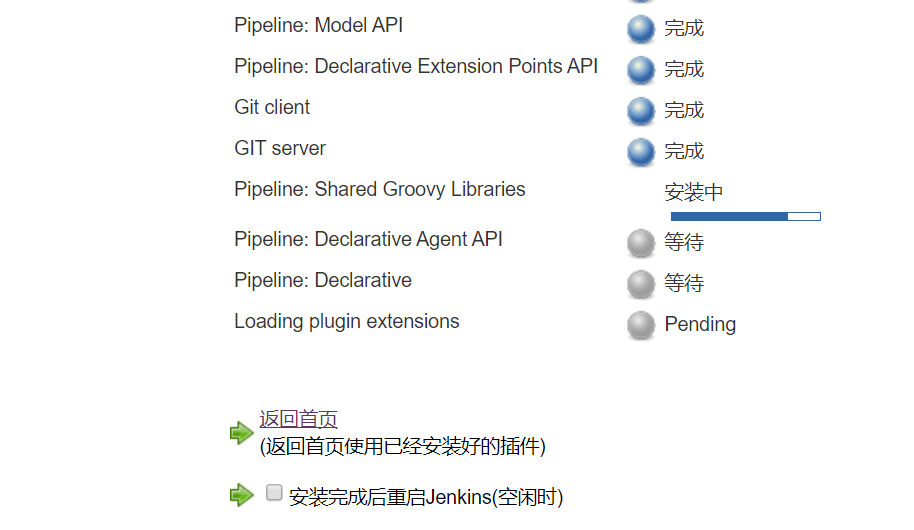 Pipeline: Model API 完成
Pipeline: Declarative Extension Points API 完成
Git client 完成
GIT server 完成
Pipeline: Shared Groovy Libraries 安装中
Pipeline: Declarative Agent API 等待
Pipeline: Declarative 等待
Loading plugin extensions Pending
返回首页
(返回首页使用已经安装好的插件)
安装完成后重启Jenkins(空闲时)